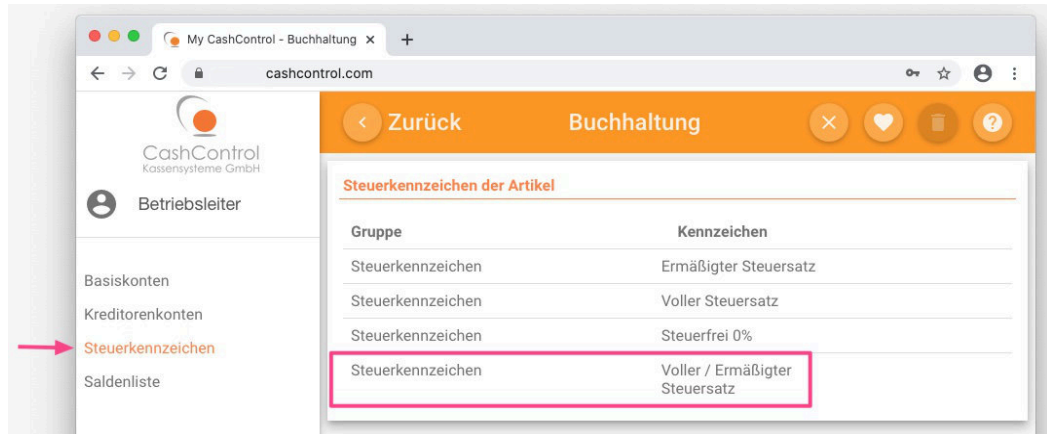 My CashControl - Buchhaltung
cashcontrol.com
CashControl
Kassensysteme GmbH
Betriebsleiter
Basiskonten
Kreditorenkonten
Steuerkennzeichen
Saldenliste
Zurück Buchhaltung
Steuerkennzeichen der Artikel
Gruppe Kennzeichen
Steuerkennzeichen Ermäßigter Steuersatz
Steuerkennzeichen Voller Steuersatz
Steuerkennzeichen Steuerfrei 0%
Steuerkennzeichen Voller / Ermäßigter
Steuersatz